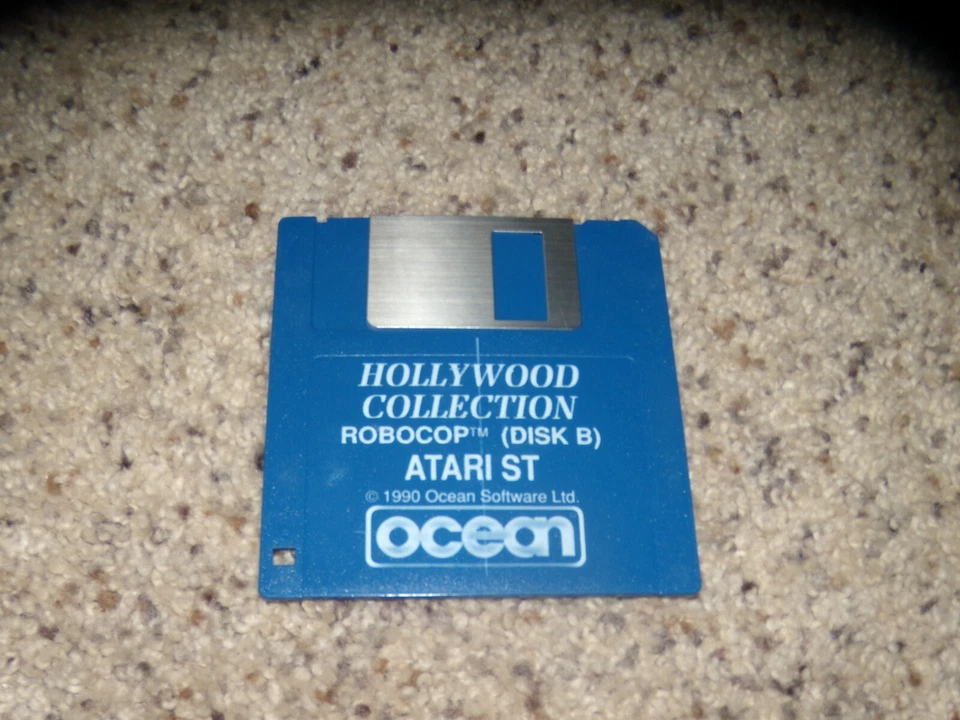 HOLLYWOOD
COLLECTION
ROBOCOP™ (DISK B)
ATARI ST
© 1990 Ocean Software Ltd.
ocean